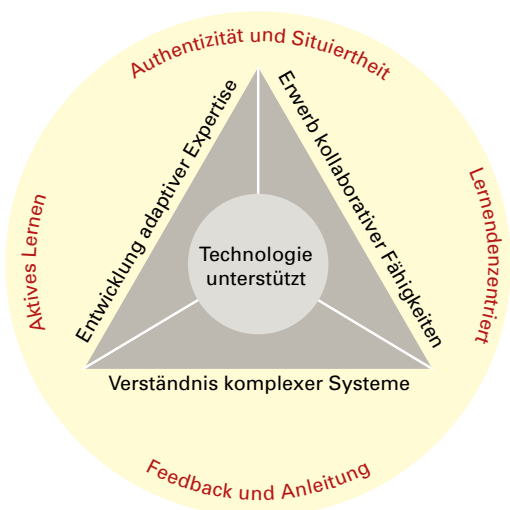 Authentizität und Situiertheit
Entwicklung adaptiver Expertise
Erwerb kollaborativer Fähigkeiten
Aktives Lernen
Lernendenzentriert
Technologie
unterstützt
Verständnis komplexer Systeme
Feedback und Anleitung